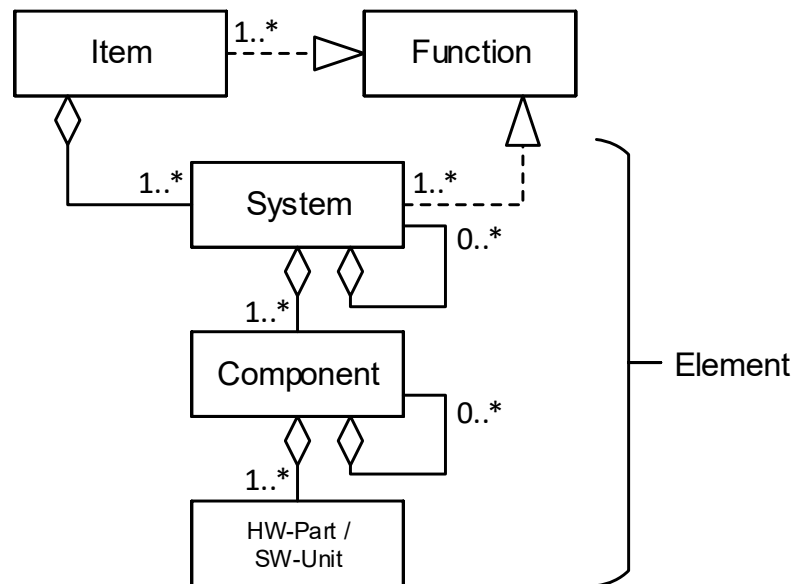 Item
1..*
Function
1..*
System
1..*
0..*
1..*
Component
0..*
Element
1..*
HW-Part /
SW-Unit